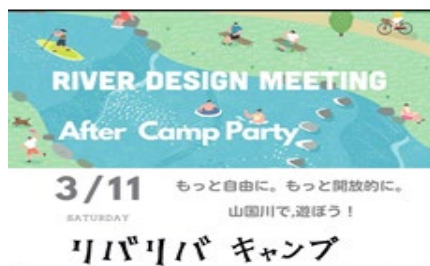 RIVER DESIGN MEETING
After Camp Party
3/11
SATURDAY
もっと自由に。もっと開放的に。
山国川で,遊ぼう！
リバリバ キャンプ